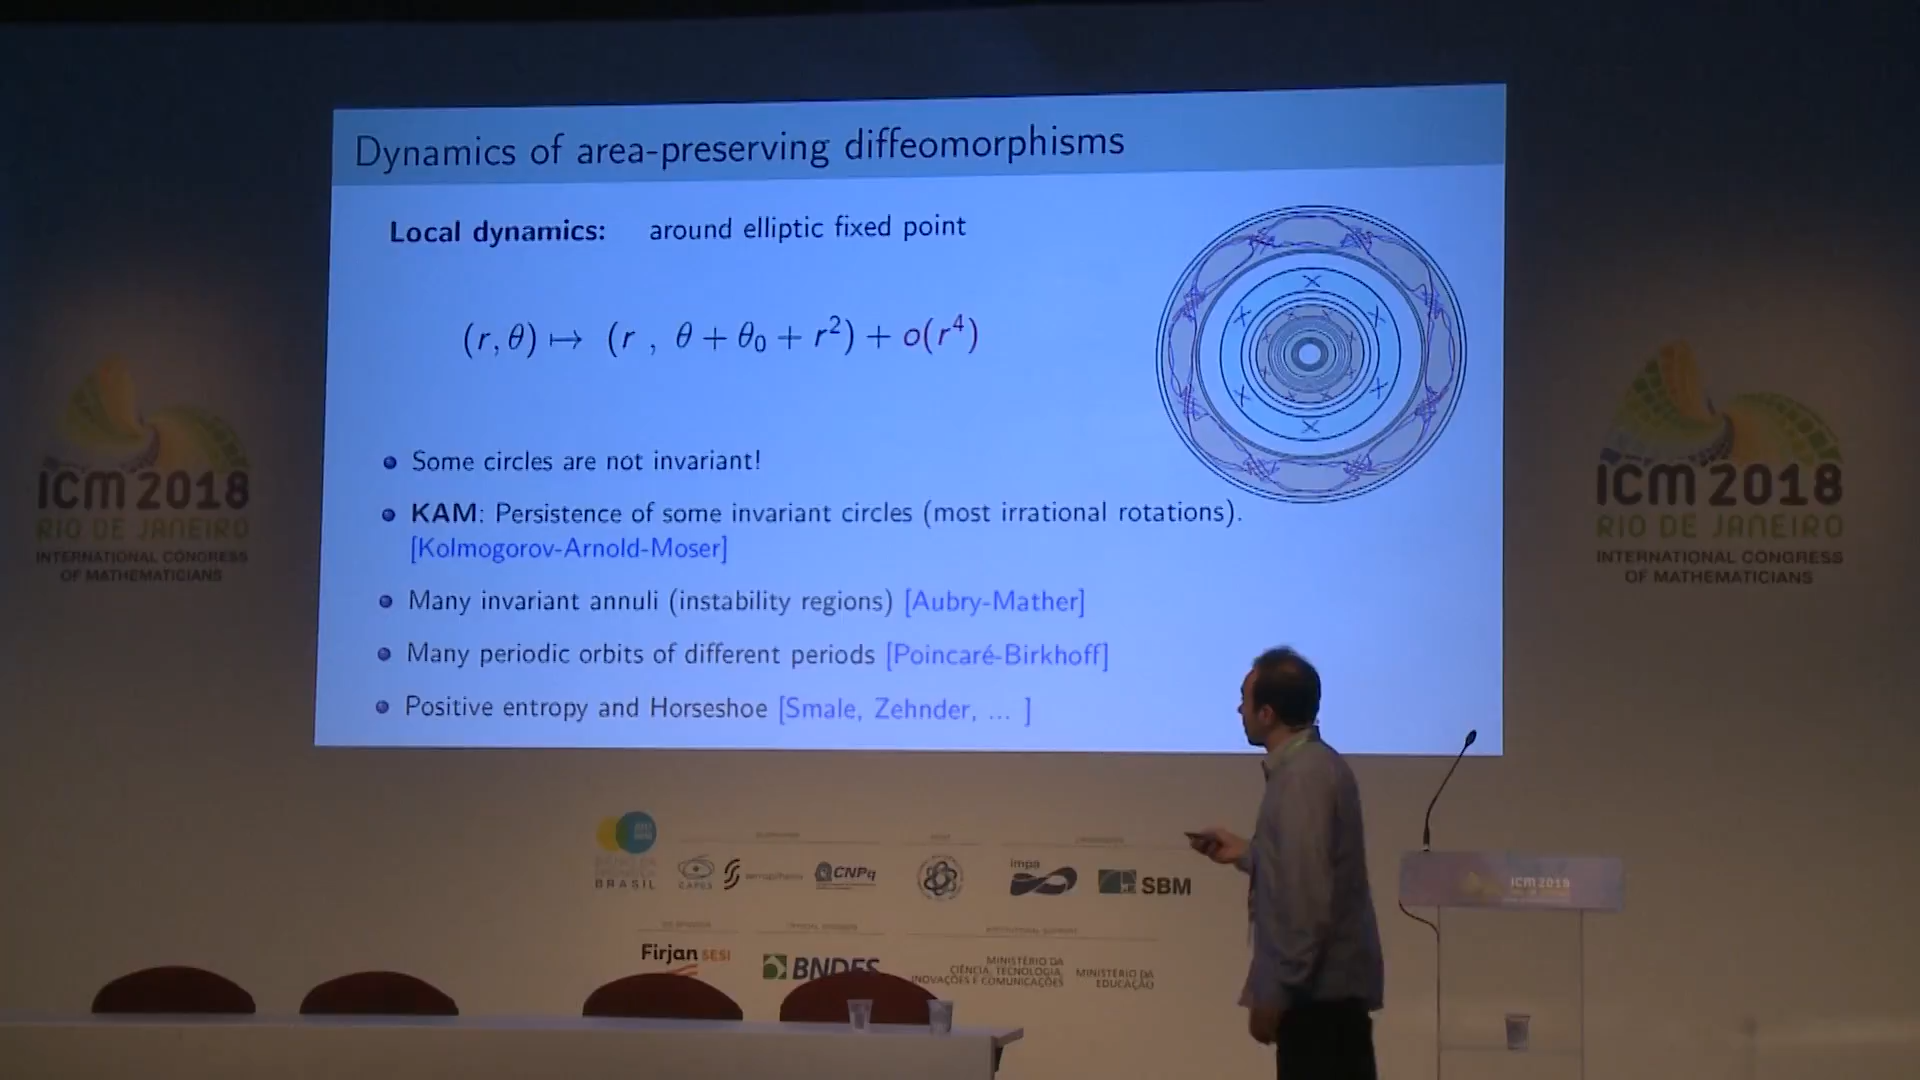 Dynamics of area-preserving diffeomorphisms
Local dynamics: around elliptic fixed point
(r, θ) ↦ (r , θ + θ₀ + r²) + o(r⁴)
• Some circles are not invariant!
• KAM: Persistence of some invariant circles (most irrational rotations).
[Kolmogorov-Arnold-Moser]
• Many invariant annuli (instability regions) [Aubry-Mather]
• Many periodic orbits of different periods [Poincaré-Birkhoff]
• Positive entropy and Horseshoe [Smale, Zehnder, ... ]
ICM 2018
RIO DE JANEIRO
INTERNATIONAL CONGRESS
OF MATHEMATICIANS
ICM 2018
RIO DE JANEIRO
INTERNATIONAL CONGRESS
OF MATHEMATICIANS
BRASIL
CAPES
serrapilheira
CNPq
impa
SBM
ICM 2018
Firjan SESI
BNDES
MINISTÉRIO DA
CIÊNCIA, TECNOLOGIA,
INOVAÇÕES E COMUNICAÇÕES
MINISTÉRIO DA
EDUCAÇÃO